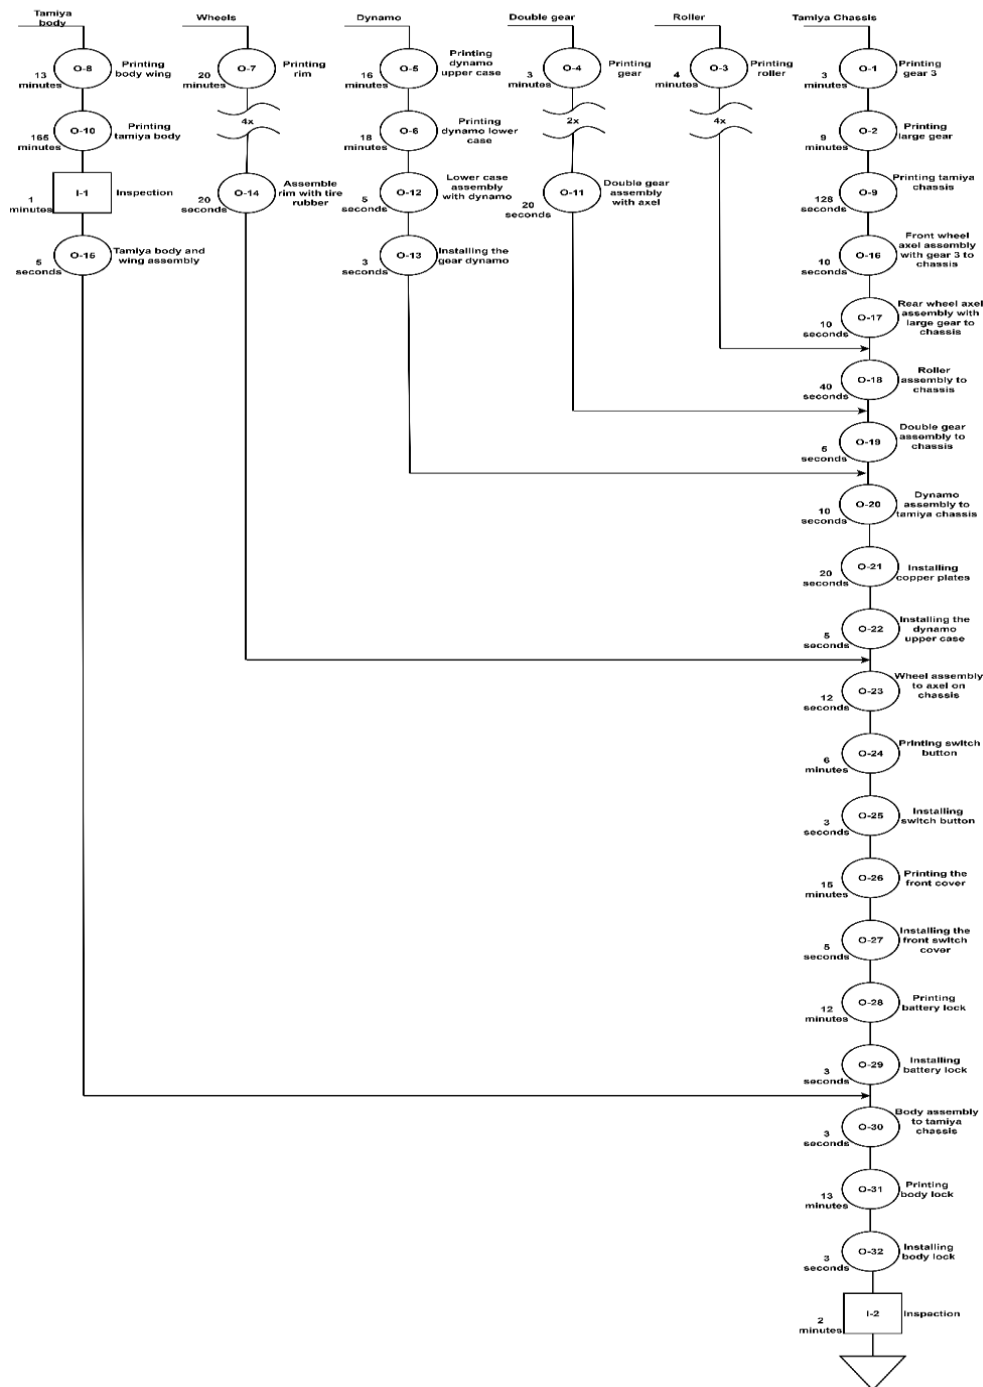 Tamiya
body
O-8
13
minutes
Printing
body wing
O-10
165
minutes
Printing
tamiya body
I-1
1
minutes
Inspection
O-15
5
seconds
Tamiya body and
wing assembly
Wheels
O-7
20
minutes
Printing
rim
4x
O-14
20
seconds
Assemble
rim with tire
rubber
Dynamo
O-5
16
minutes
Printing
dynamo
upper case
O-6
18
minutes
Printing
dynamo lower
case
O-12
5
seconds
Lower case
assembly
with dynamo
O-13
3
seconds
Installing the
gear dynamo
Double gear
O-4
3
minutes
Printing
gear
2x
O-11
20
seconds
Double gear
assembly
with axel
Roller
O-3
4
minutes
Printing
roller
4x
Tamiya Chassis
O-1
3
minutes
Printing
gear 3
O-2
9
minutes
Printing
large gear
O-9
128
seconds
Printing tamiya
chassis
O-16
10
seconds
Front wheel
axel assembly
with gear 3 to
chassis
O-17
10
seconds
Rear wheel axel
assembly with
large gear to
chassis
O-18
40
seconds
Roller
assembly to
chassis
O-19
5
seconds
Double gear
assembly to
chassis
O-20
10
seconds
Dynamo
assembly to
tamiya chassis
O-21
20
seconds
Installing
copper plates
O-22
5
seconds
Installing the
dynamo
upper case
O-23
12
seconds
Wheel assembly
to axel on
chassis
O-24
6
minutes
Printing switch
button
O-25
3
seconds
Installing
switch button
O-26
15
minutes
Printing the
front cover
O-27
5
seconds
Installing the
front switch
cover
O-28
12
minutes
Printing
battery lock
O-29
3
seconds
Installing
battery lock
O-30
3
seconds
Body assembly
to tamiya
chassis
O-31
13
minutes
Printing
body lock
O-32
3
seconds
Installing
body lock
I-2
2
minutes
Inspection